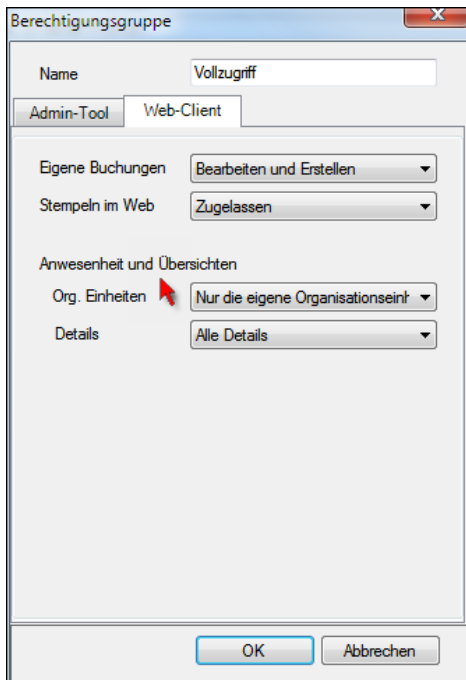 Berechtigungsgruppe
Name Vollzugriff
Admin-Tool Web-Client
Eigene Buchungen Bearbeiten und Erstellen
Stempeln im Web Zugelassen
Anwesenheit und Übersichten
Org. Einheiten Nur die eigene Organisationseinh
Details Alle Details
OK Abbrechen